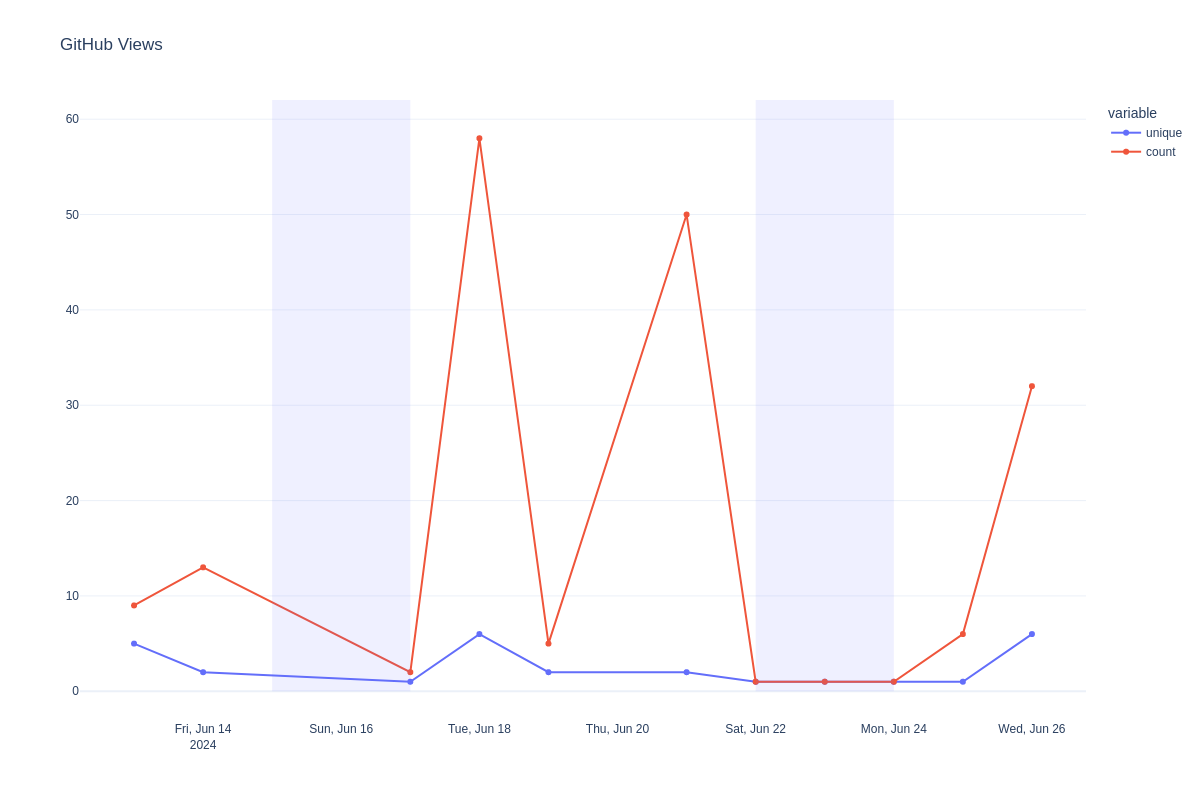 GitHub Views
60
50
40
30
20
10
0
Fri, Jun 14
2024
Sun, Jun 16
Tue, Jun 18
Thu, Jun 20
Sat, Jun 22
Mon, Jun 24
Wed, Jun 26
variable
unique
count